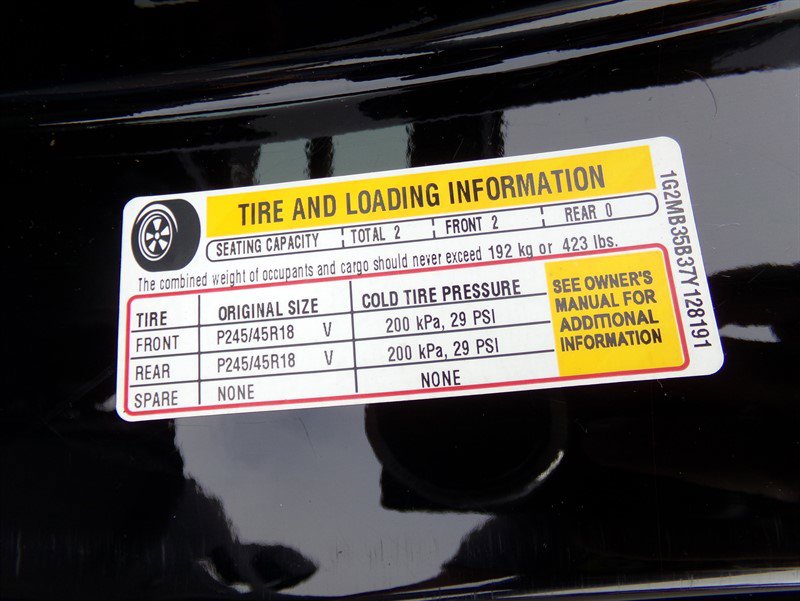 TIRE AND LOADING INFORMATION
SEATING CAPACITY TOTAL 2 FRONT 2 REAR 0
The combined weight of occupants and cargo should never exceed 192 kg or 423 lbs.
TIRE ORIGINAL SIZE COLD TIRE PRESSURE
FRONT P245/45R18 V 200 kPa, 29 PSI
REAR P245/45R18 V 200 kPa, 29 PSI
SPARE NONE NONE
SEE OWNER'S
MANUAL FOR
ADDITIONAL
INFORMATION
1G2MB35B37Y128191